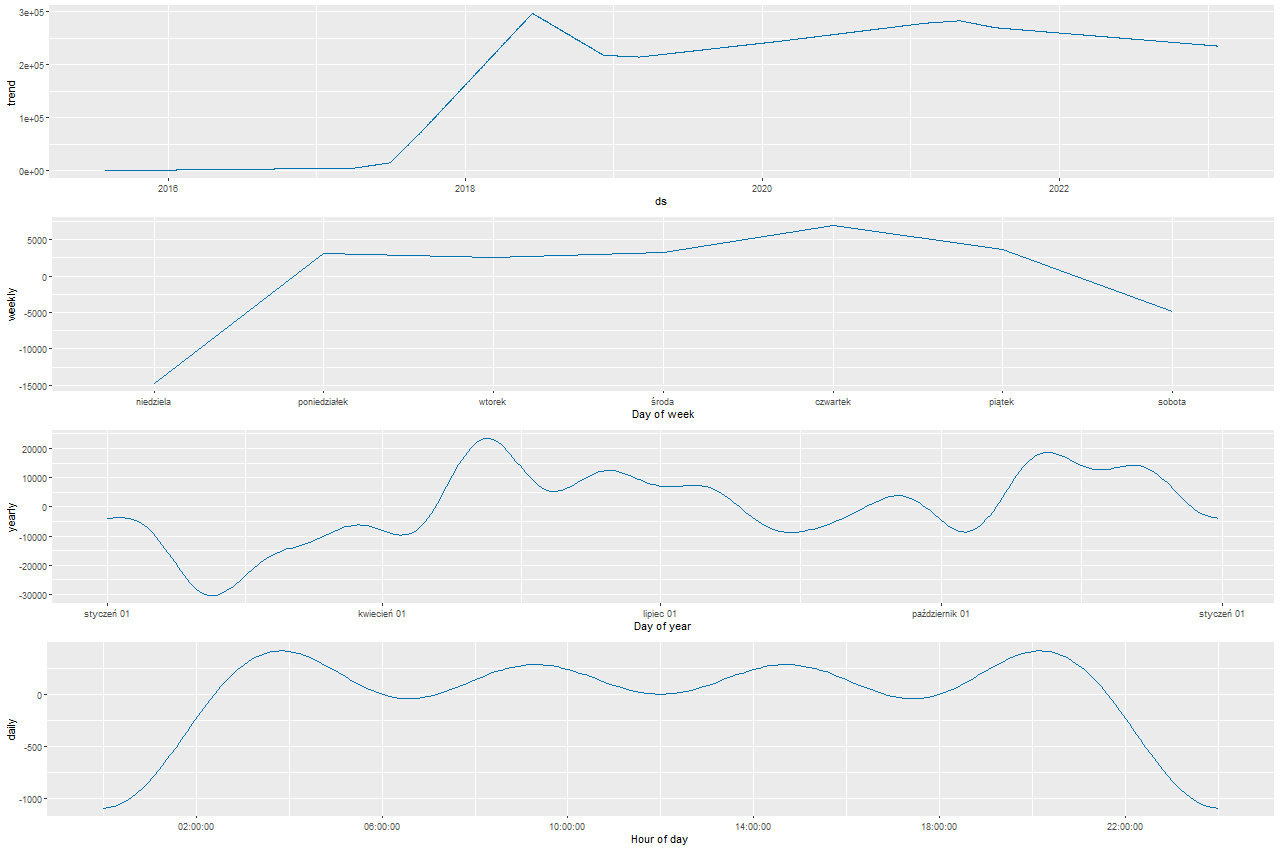 trend
3e+05
2e+05
1e+05
0e+00
2016 2018 2020 2022
ds
weekly
5000
0
-5000
-10000
-15000
niedziela poniedziałek wtorek środa czwartek piątek sobota
Day of week
yearly
20000
10000
0
-10000
-20000
-30000
styczeń 01 kwiecień 01 lipiec 01 październik 01 styczeń 01
Day of year
daily
0
-500
-1000
02:00:00 06:00:00 10:00:00 14:00:00 18:00:00 22:00:00
Hour of day